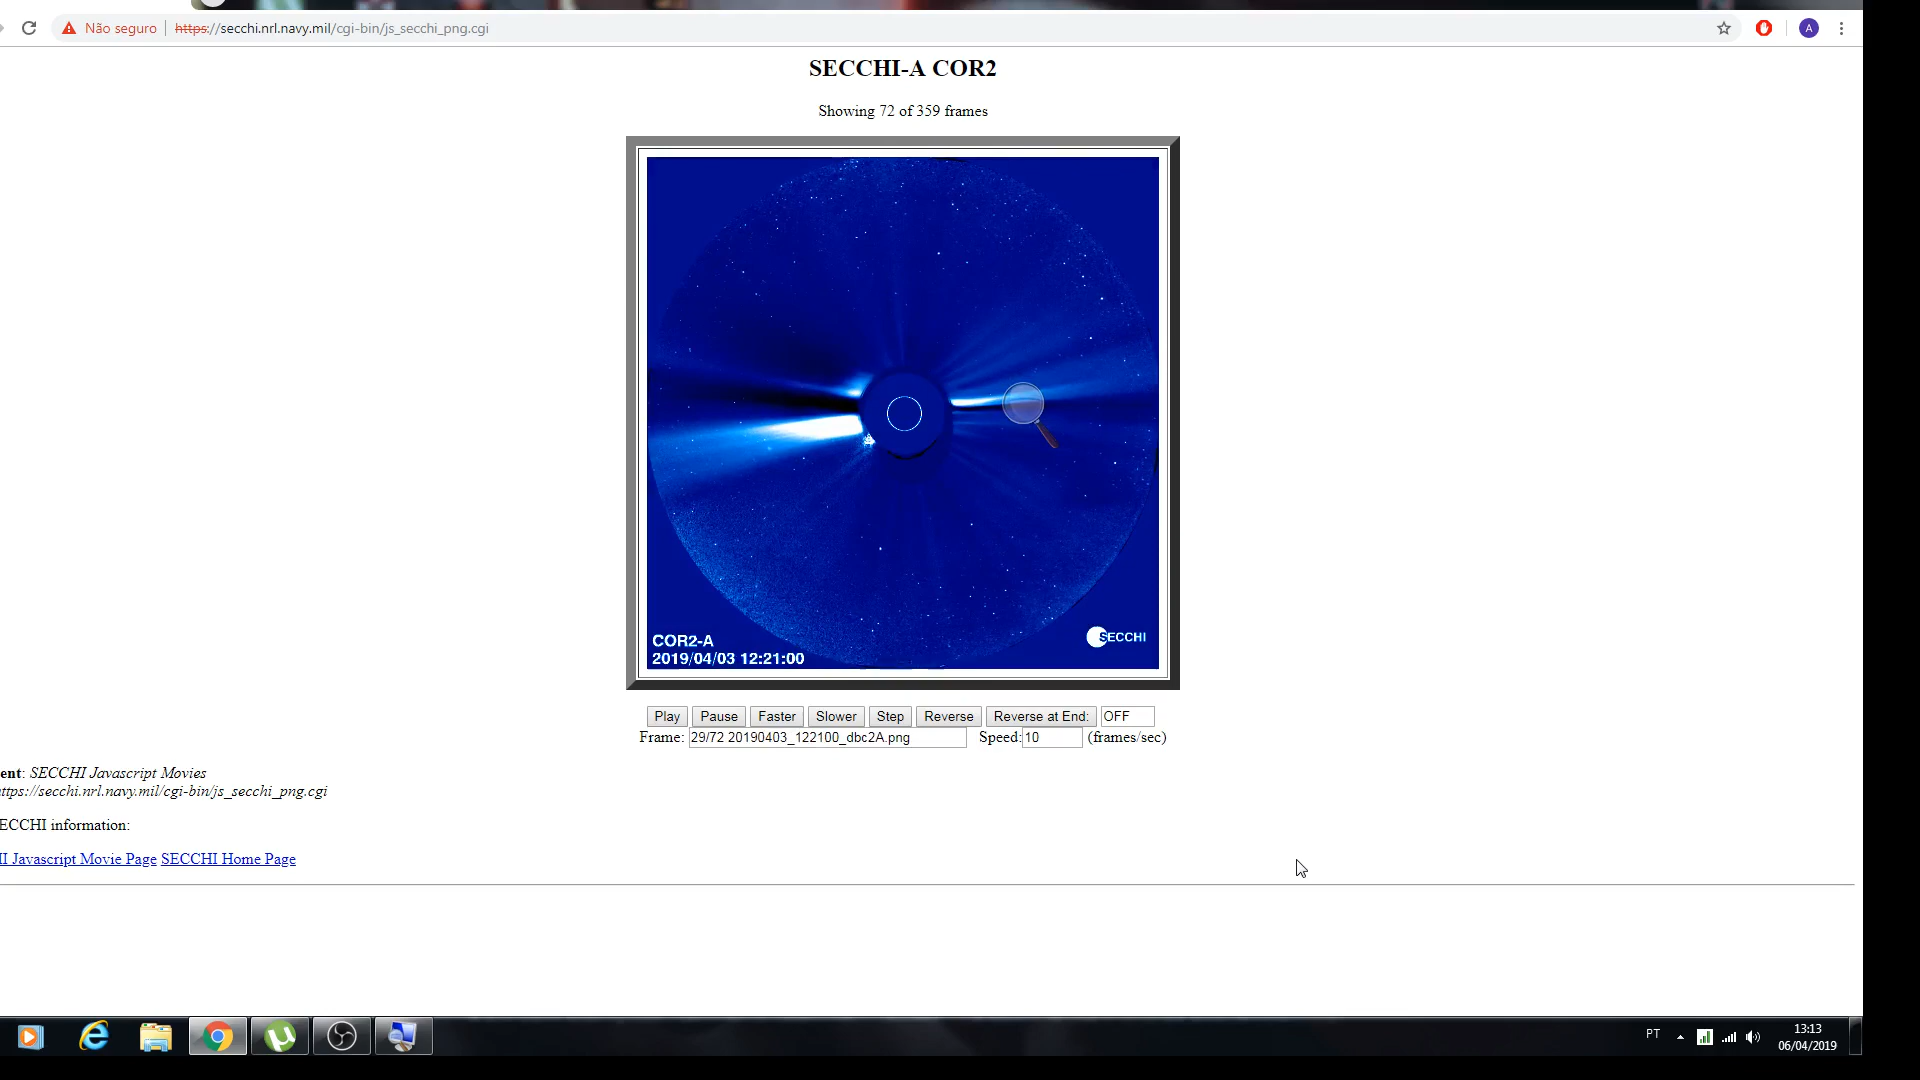 Não seguro https://secchi.nrl.navy.mil/cgi-bin/js_secchi_png.cgi
A
SECCHI-A COR2
Showing 72 of 359 frames
SECCHI
COR2-A
2019/04/03 12:21:00
Play Pause Faster Slower Step Reverse Reverse at End: OFF
Frame: 29/72 20190403_122100_dbc2A.png Speed: 10 (frames/sec)
ent: SECCHI Javascript Movies
ttps://secchi.nrl.navy.mil/cgi-bin/js_secchi_png.cgi
ECCHI information:
II Javascript Movie Page SECCHI Home Page
PT
13:13
06/04/2019